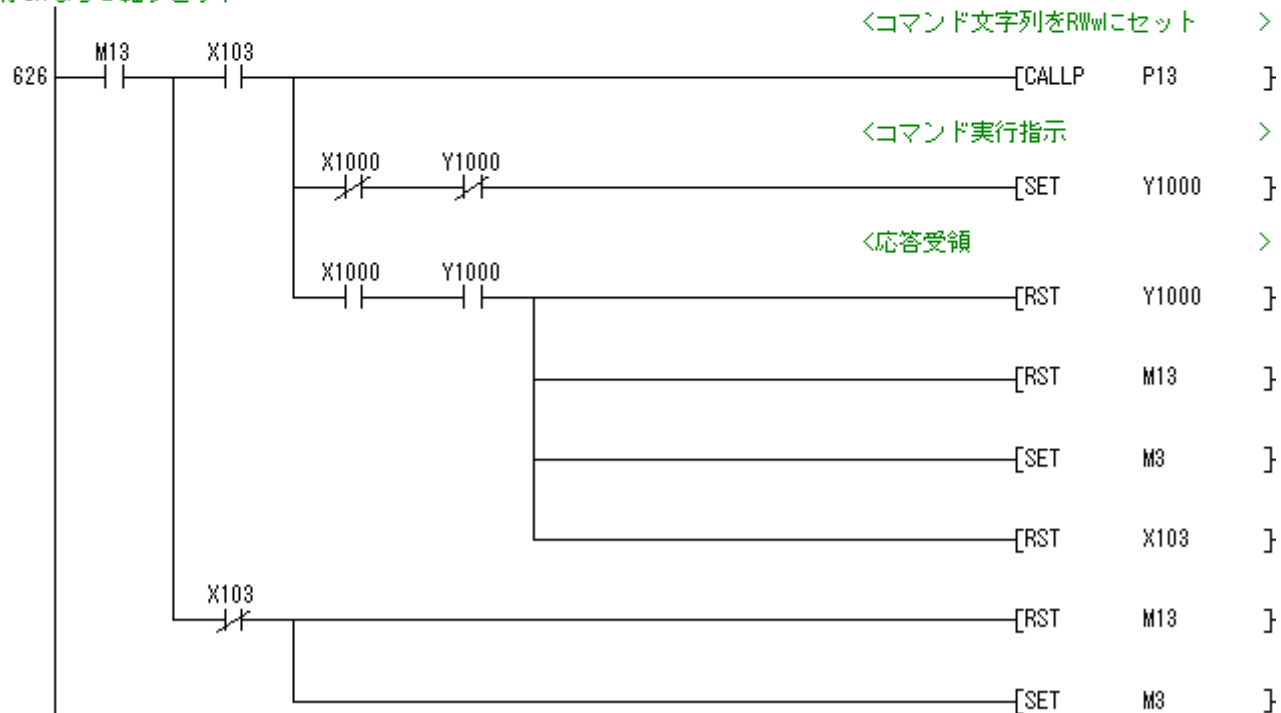 <コマンド文字列をRWwにセット >
M13 X103
626 [CALLP P13 ]
<コマンド実行指示 >
X1000 Y1000
[SET Y1000 ]
<応答受領 >
X1000 Y1000
[RST Y1000 ]
[RST M13 ]
[SET M3 ]
[RST X103 ]
X103
[RST M13 ]
[SET M3 ]